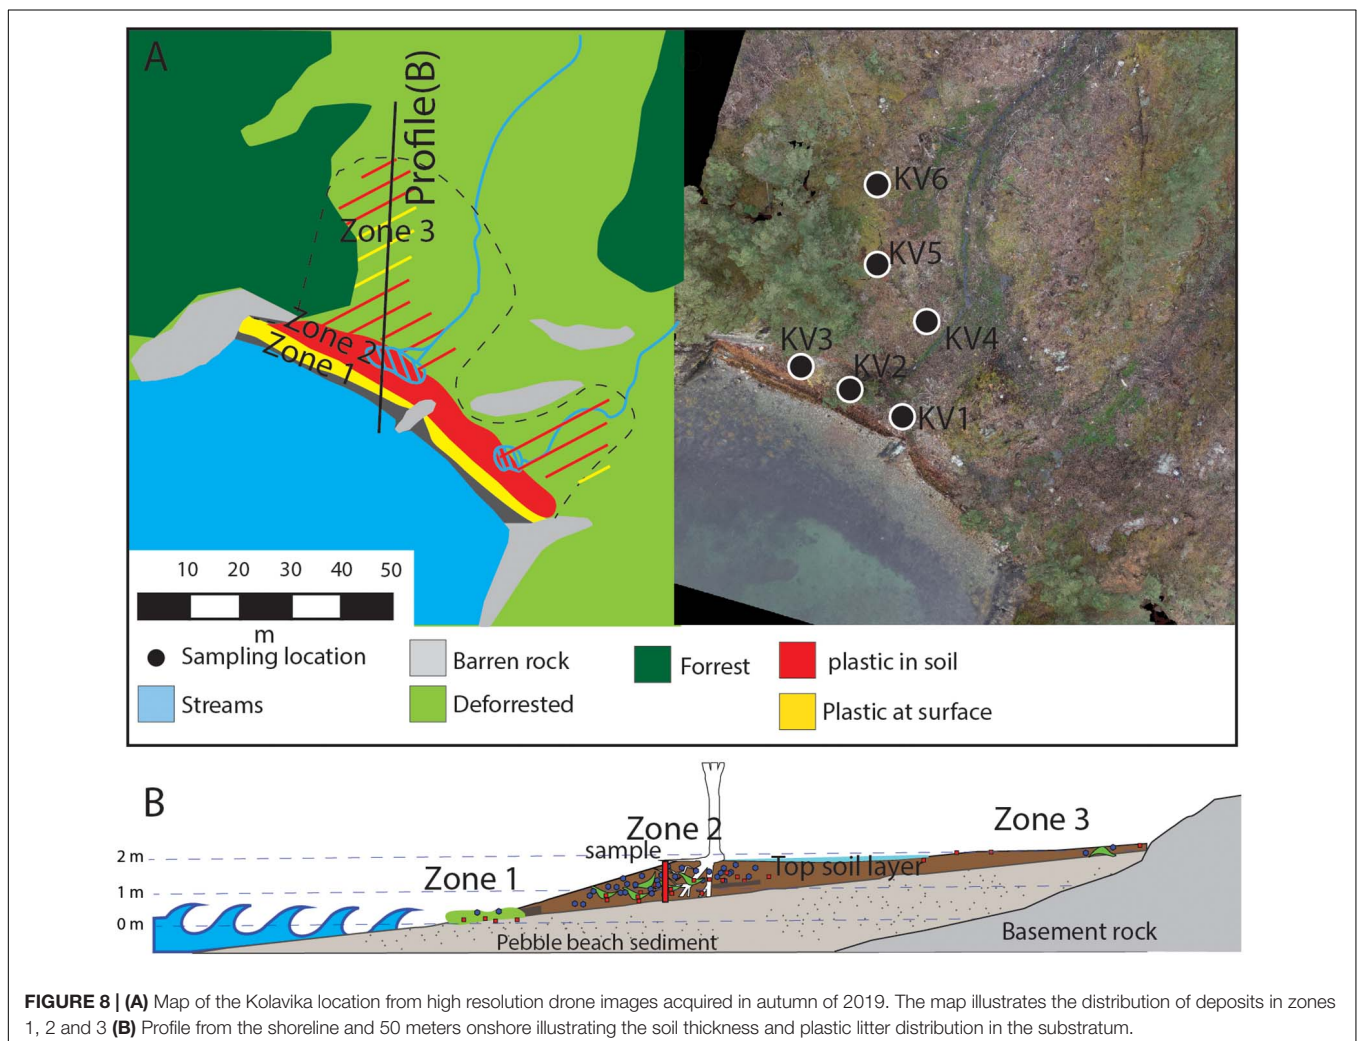 A
Profile(B)
Zone 3
Zone 2
Zone 1
KV6
KV5
KV4
KV3
KV2
KV1
10 20 30 40 50
m
Sampling location
Streams
Barren rock
Deforrested
Forrest
plastic in soil
Plastic at surface
B
Zone 3
Zone 2
sample
2 m
Top soil layer
Zone 1
1 m
0 m
Pebble beach sediment
Basement rock
FIGURE 8 | (A) Map of the Kolavika location from high resolution drone images acquired in autumn of 2019. The map illustrates the distribution of deposits in zones
1, 2 and 3 (B) Profile from the shoreline and 50 meters onshore illustrating the soil thickness and plastic litter distribution in the substratum.